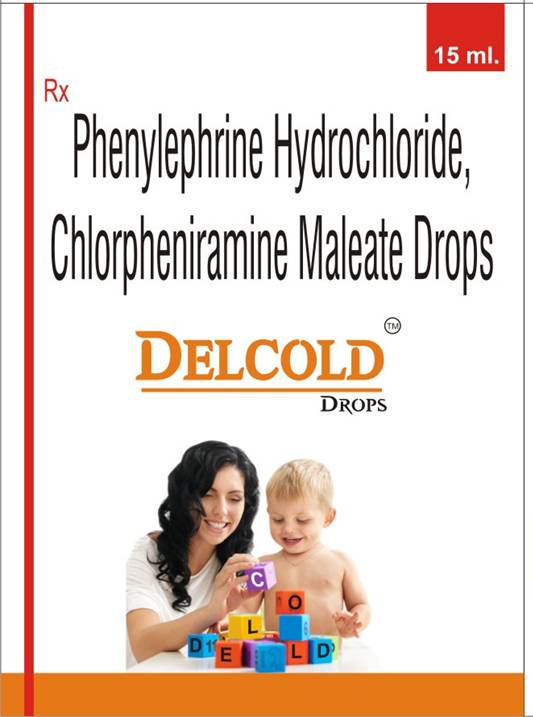 15 ml.
Rx
Phenylephrine Hydrochloride,
Chlorpheniramine Maleate Drops
DELCOLD TM
DROPS
C
O
L
D E L D